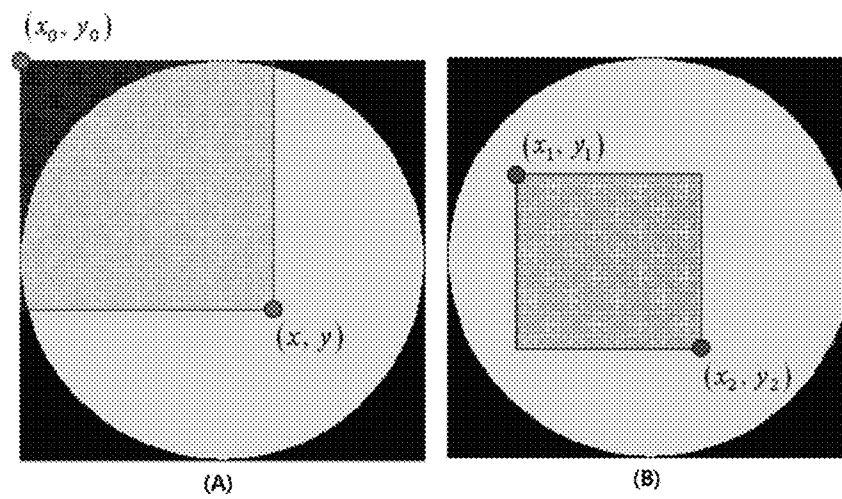 (x₀, y₀)
(x₁, y₁)
(x, y)
(x₂, y₂)
(A)
(B)